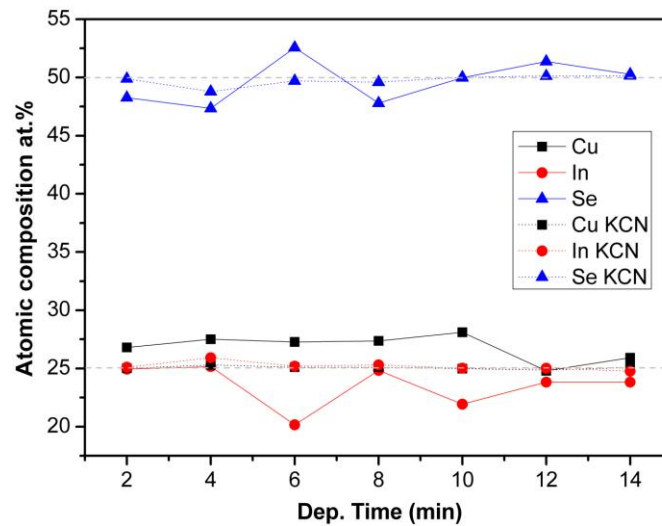 55
50
45
40
35
30
25
20
Atomic composition at.%
Cu
In
Se
Cu KCN
In KCN
Se KCN
2 4 6 8 10 12 14
Dep. Time (min)